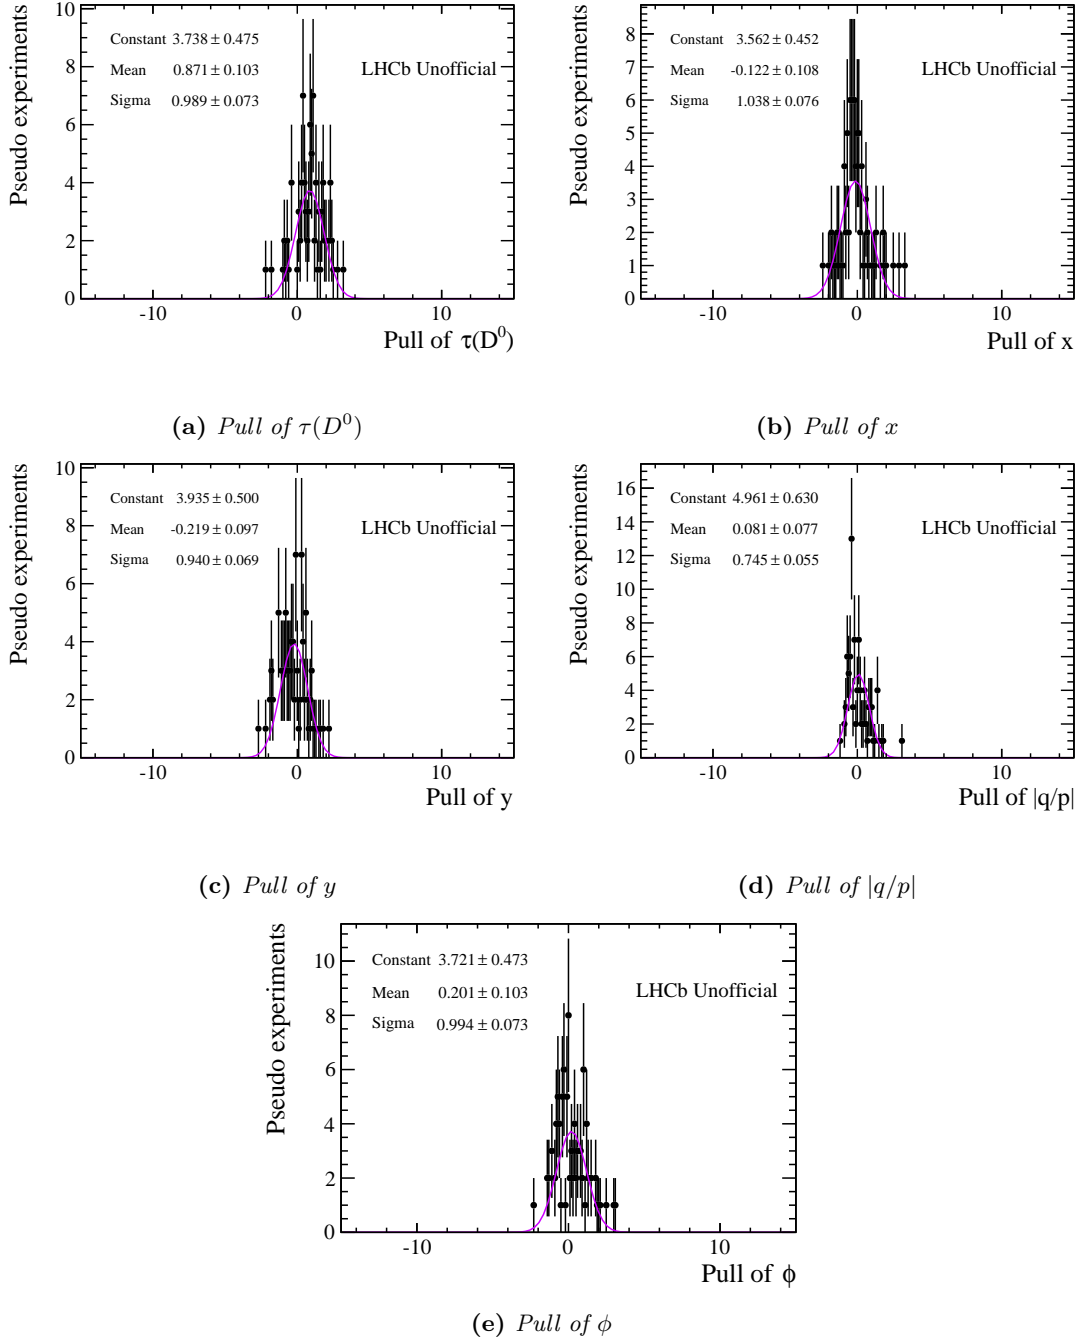 Pseudo experiments
10
8
6
4
2
0
Constant 3.738 ± 0.475
Mean 0.871 ± 0.103
Sigma 0.989 ± 0.073
LHCb Unofficial
-10 0 10
Pull of τ(D⁰)
(a) Pull of τ(D⁰)
Pseudo experiments
8
7
6
5
4
3
2
1
0
Constant 3.562 ± 0.452
Mean -0.122 ± 0.108
Sigma 1.038 ± 0.076
LHCb Unofficial
-10 0 10
Pull of x
(b) Pull of x
Pseudo experiments
10
8
6
4
2
0
Constant 3.935 ± 0.500
Mean -0.219 ± 0.097
Sigma 0.940 ± 0.069
LHCb Unofficial
-10 0 10
Pull of y
(c) Pull of y
Pseudo experiments
16
14
12
10
8
6
4
2
0
Constant 4.961 ± 0.630
Mean 0.081 ± 0.077
Sigma 0.745 ± 0.055
LHCb Unofficial
-10 0 10
Pull of |q/p|
(d) Pull of |q/p|
Pseudo experiments
10
8
6
4
2
0
Constant 3.721 ± 0.473
Mean 0.201 ± 0.103
Sigma 0.994 ± 0.073
LHCb Unofficial
-10 0 10
Pull of ϕ
(e) Pull of ϕ